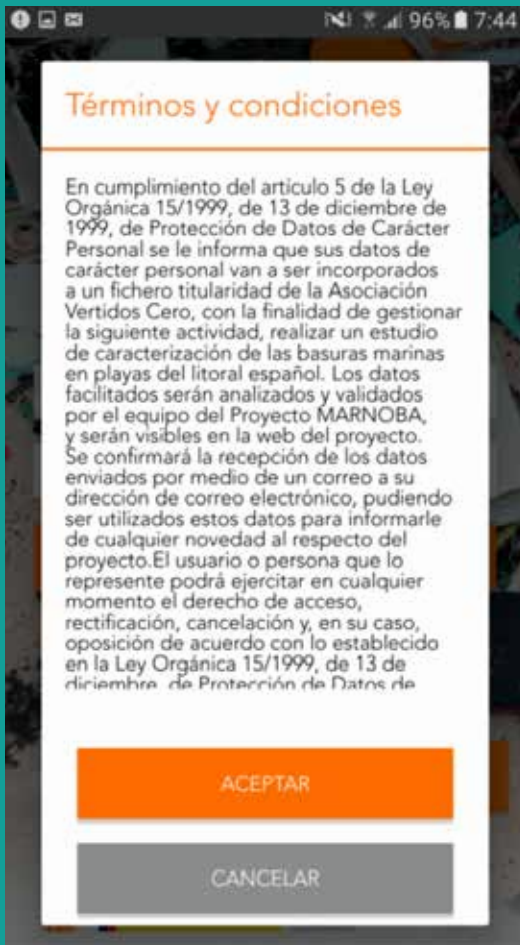 96% 7:44
Términos y condiciones
En cumplimiento del artículo 5 de la Ley
Orgánica 15/1999, de 13 de diciembre de
1999, de Protección de Datos de Carácter
Personal se le informa que sus datos de
carácter personal van a ser incorporados
a un fichero titularidad de la Asociación
Vertidos Cero, con la finalidad de gestionar
la siguiente actividad, realizar un estudio
de caracterización de las basuras marinas
en playas del litoral español. Los datos
facilitados serán analizados y validados
por el equipo del Proyecto MARNOBA,
y serán visibles en la web del proyecto.
Se confirmará la recepción de los datos
enviados por medio de un correo a su
dirección de correo electrónico, pudiendo
ser utilizados estos datos para informarle
de cualquier novedad al respecto del
proyecto.El usuario o persona que lo
represente podrá ejercitar en cualquier
momento el derecho de acceso,
rectificación, cancelación y, en su caso,
oposición de acuerdo con lo establecido
en la Ley Orgánica 15/1999, de 13 de
diciembre, de Protección de Datos de
ACEPTAR
CANCELAR